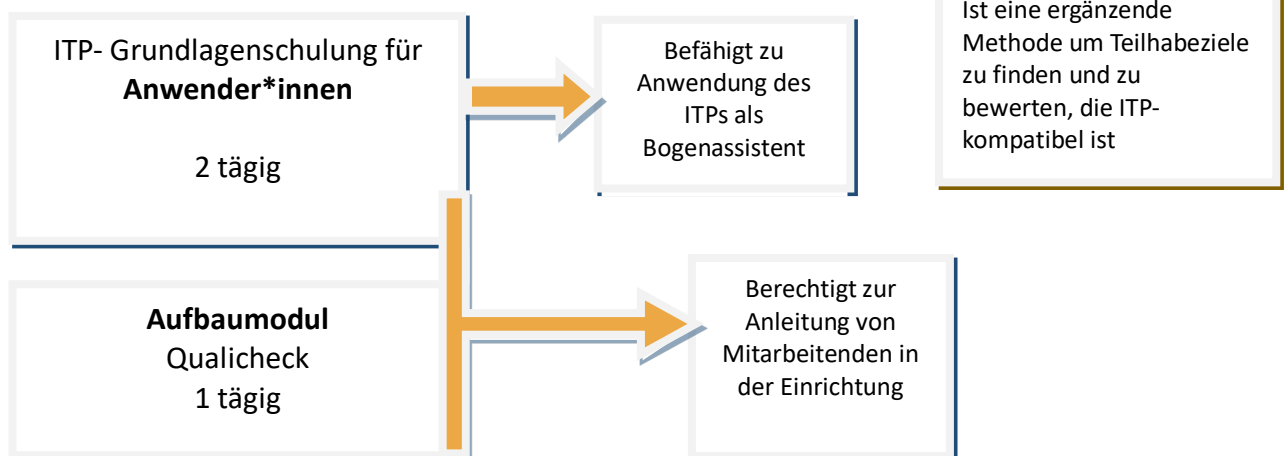 ITP- Grundlagenschulung für
Anwender*innen
2 tägig
Befähigt zu
Anwendung des
ITPs als
Bogenassistent
Ist eine ergänzende
Methode um Teilhabeziele
zu finden und zu
bewerten, die ITP-
kompatibel ist
Aufbaumodul
Qualicheck
1 tägig
Berechtigt zur
Anleitung von
Mitarbeitenden in
der Einrichtung